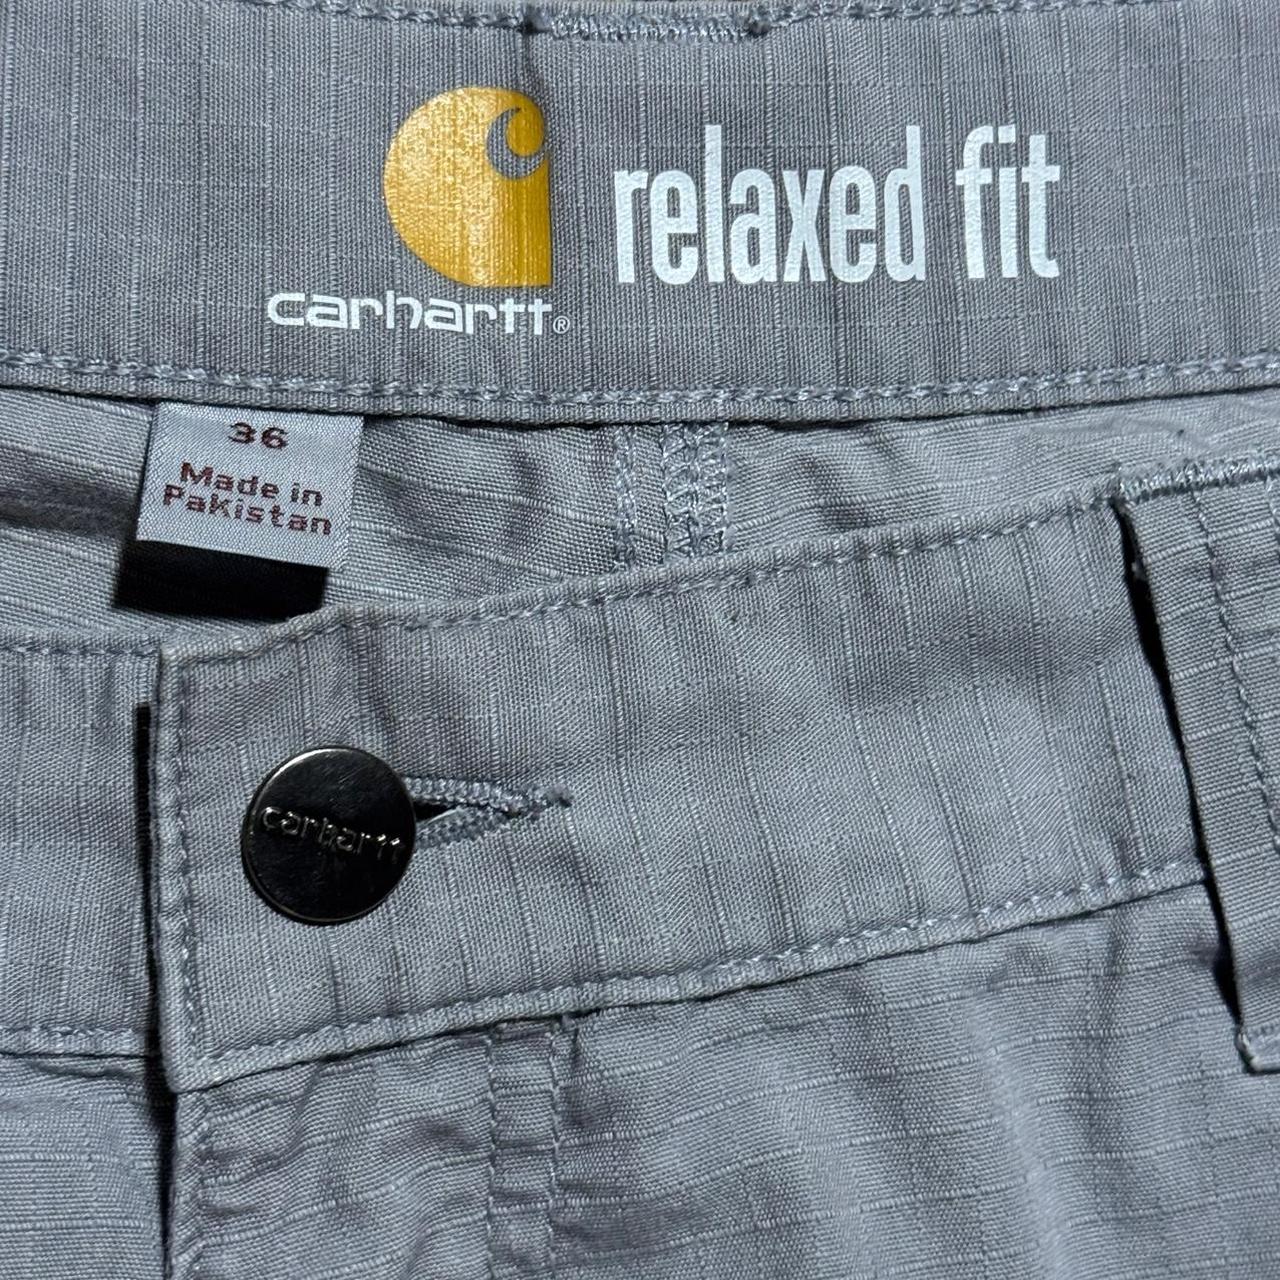 relaxed fit
carhartt®
36
Made in
Pakistan
carhartt